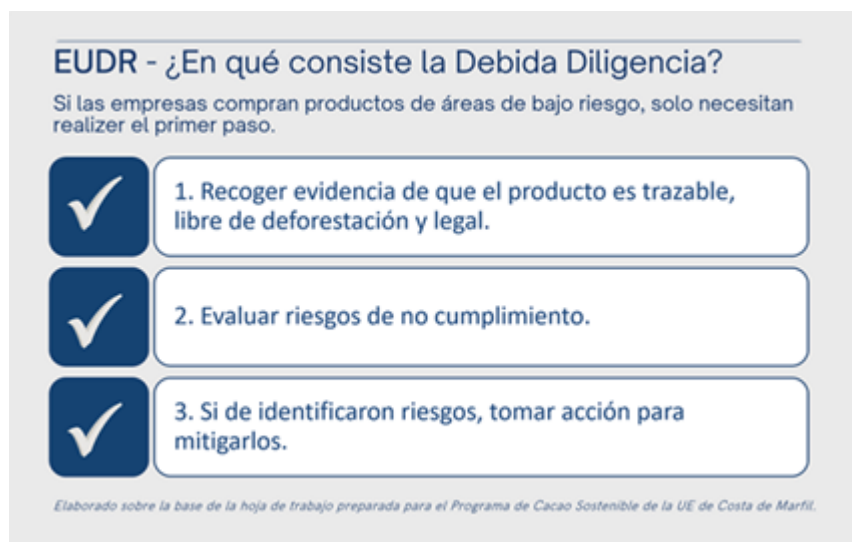 EUDR - ¿En qué consiste la Debida Diligencia?
Si las empresas compran productos de áreas de bajo riesgo, solo necesitan
realizer el primer paso.
1. Recoger evidencia de que el producto es trazable,
libre de deforestación y legal.
2. Evaluar riesgos de no cumplimiento.
3. Si de identificaron riesgos, tomar acción para
mitigarlos.
Elaborado sobre la base de la hoja de trabajo preparada para el Programa de Cacao Sostenible de la UE de Costa de Marfil.